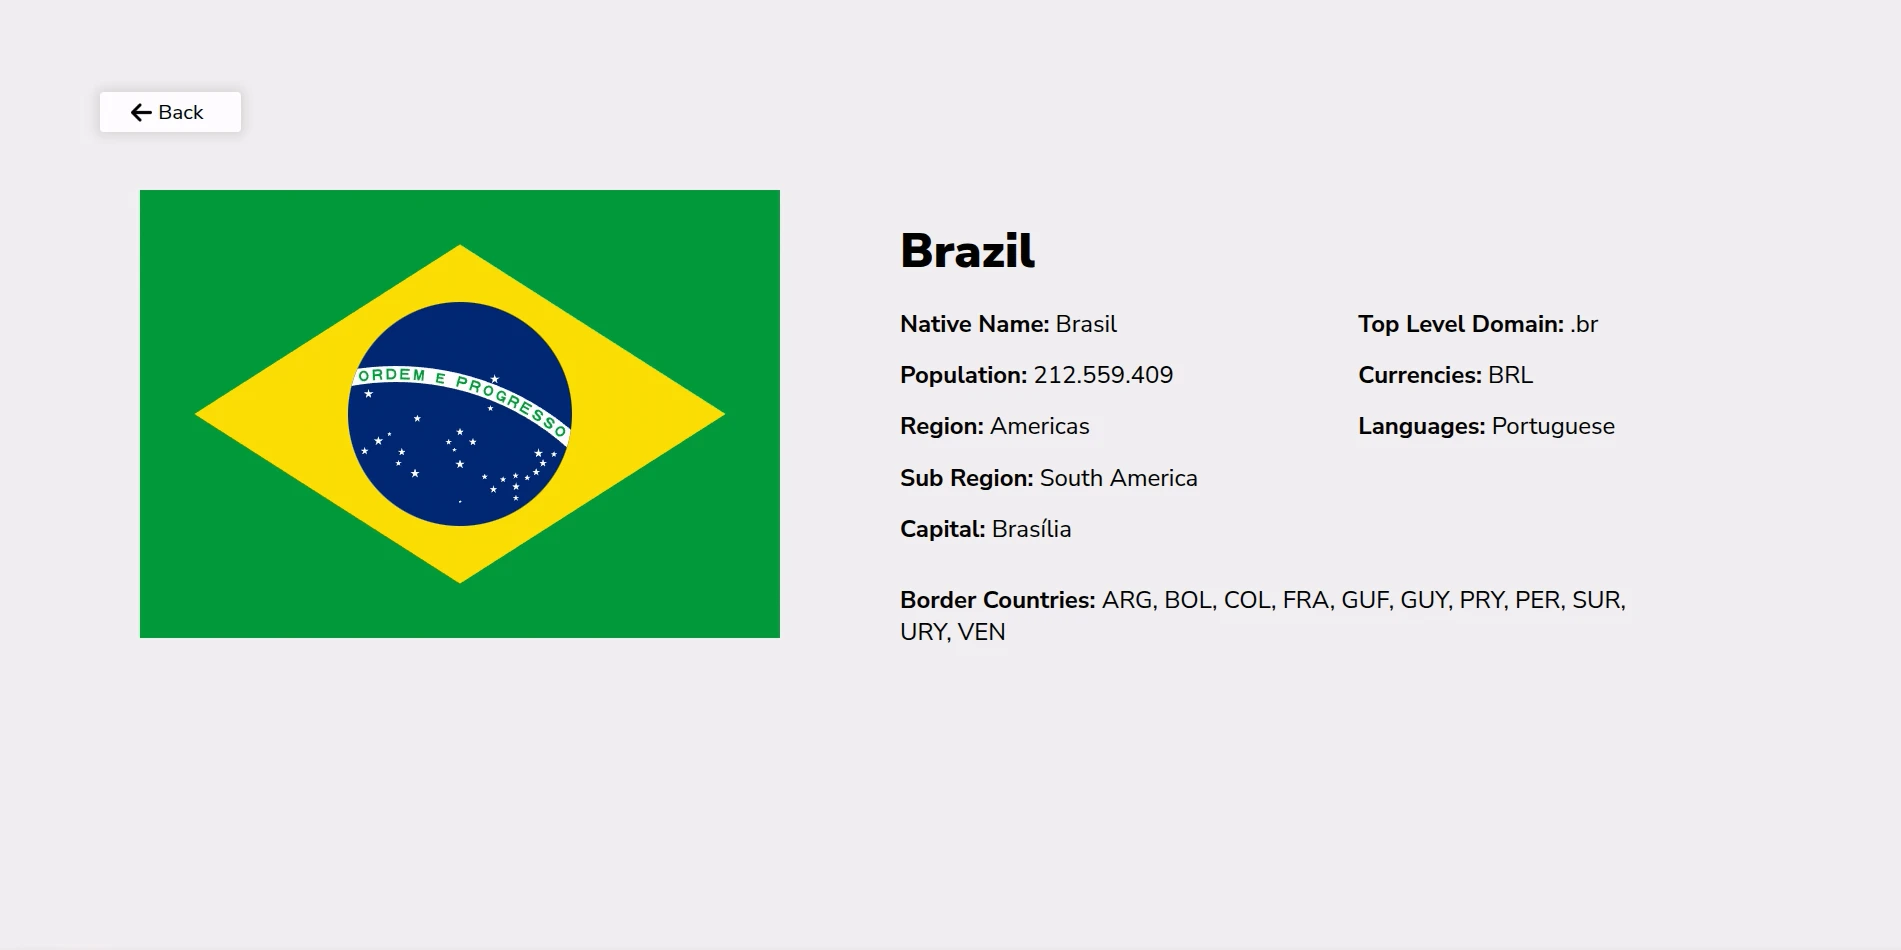 Back
ORDEM E PROGRESSO
Brazil
Native Name: Brasil
Population: 212.559.409
Region: Americas
Sub Region: South America
Capital: Brasília
Top Level Domain: .br
Currencies: BRL
Languages: Portuguese
Border Countries: ARG, BOL, COL, FRA, GUF, GUY, PRY, PER, SUR,
URY, VEN